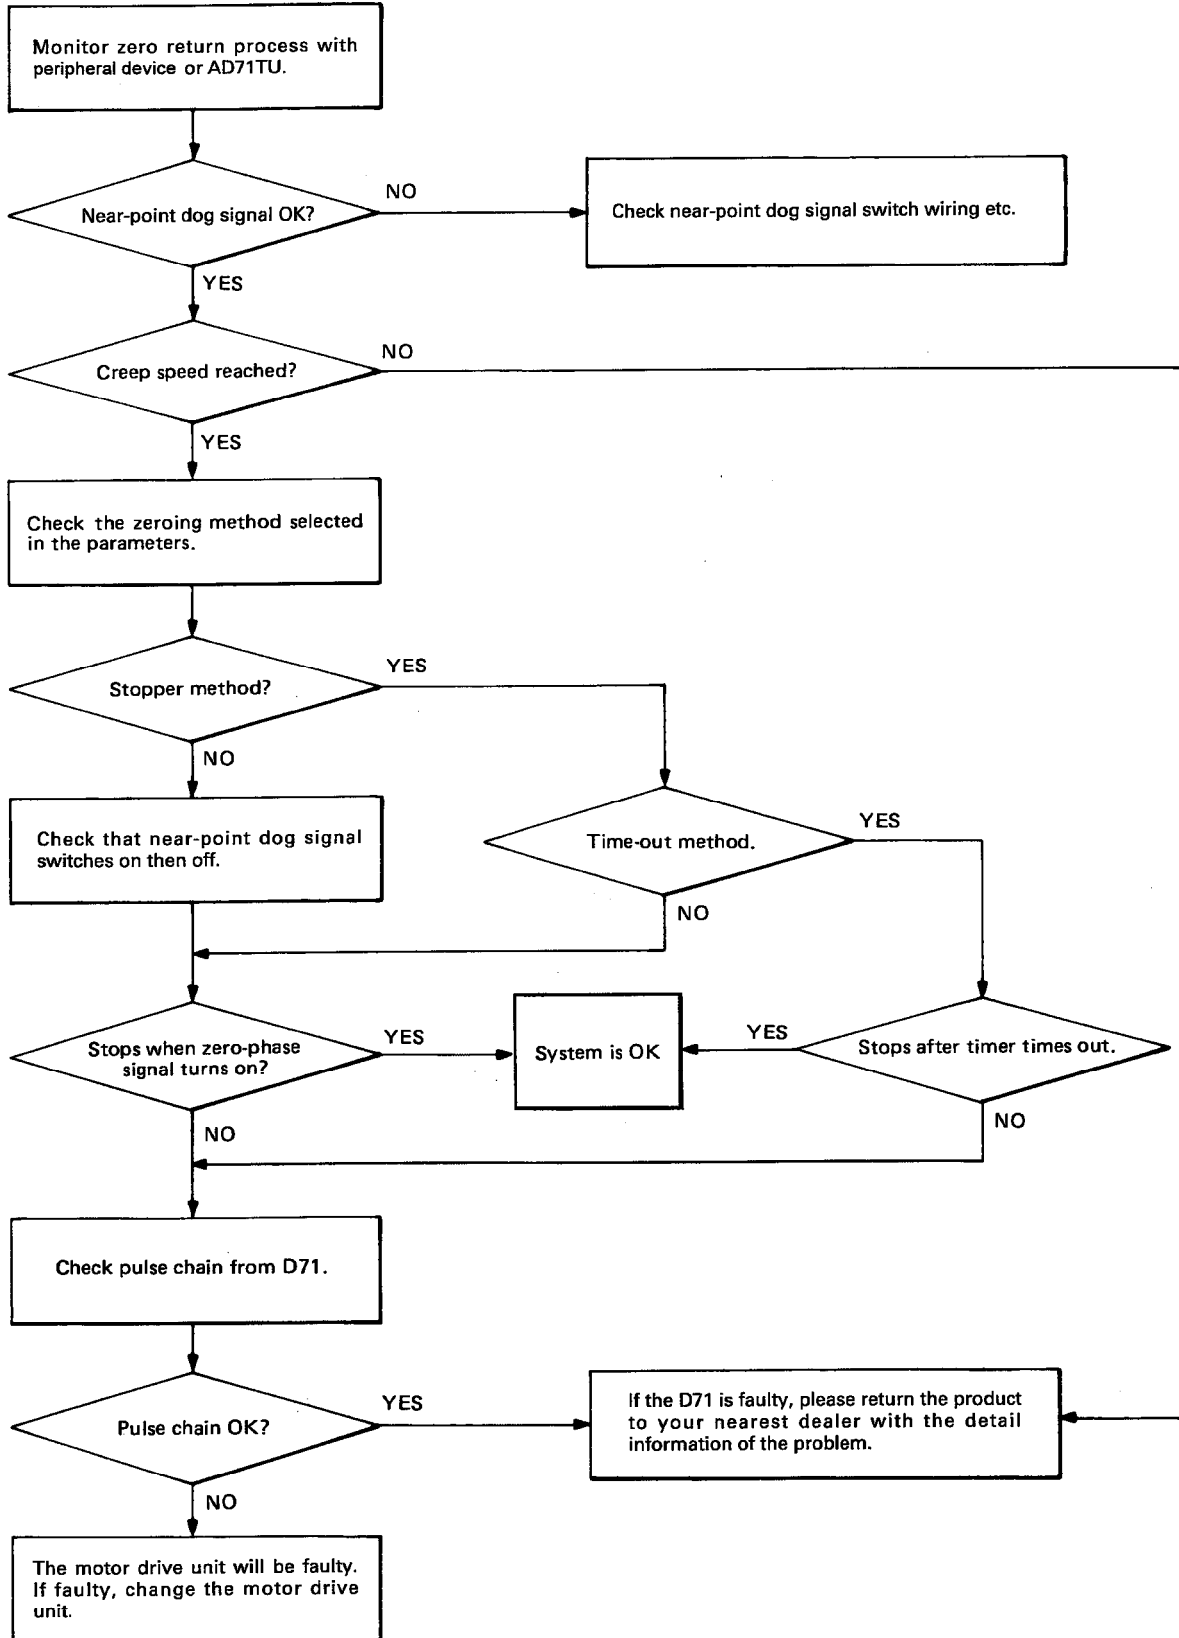 Monitor zero return process with
peripheral device or AD71TU.
Near-point dog signal OK?
NO
Check near-point dog signal switch wiring etc.
YES
Creep speed reached?
NO
YES
Check the zeroing method selected
in the parameters.
Stopper method?
YES
NO
Check that near-point dog signal
switches on then off.
Time-out method.
YES
NO
Stops when zero-phase
signal turns on?
YES
System is OK
YES
Stops after timer times out.
NO
NO
Check pulse chain from D71.
Pulse chain OK?
YES
If the D71 is faulty, please return the product
to your nearest dealer with the detail
information of the problem.
NO
The motor drive unit will be faulty.
If faulty, change the motor drive
unit.